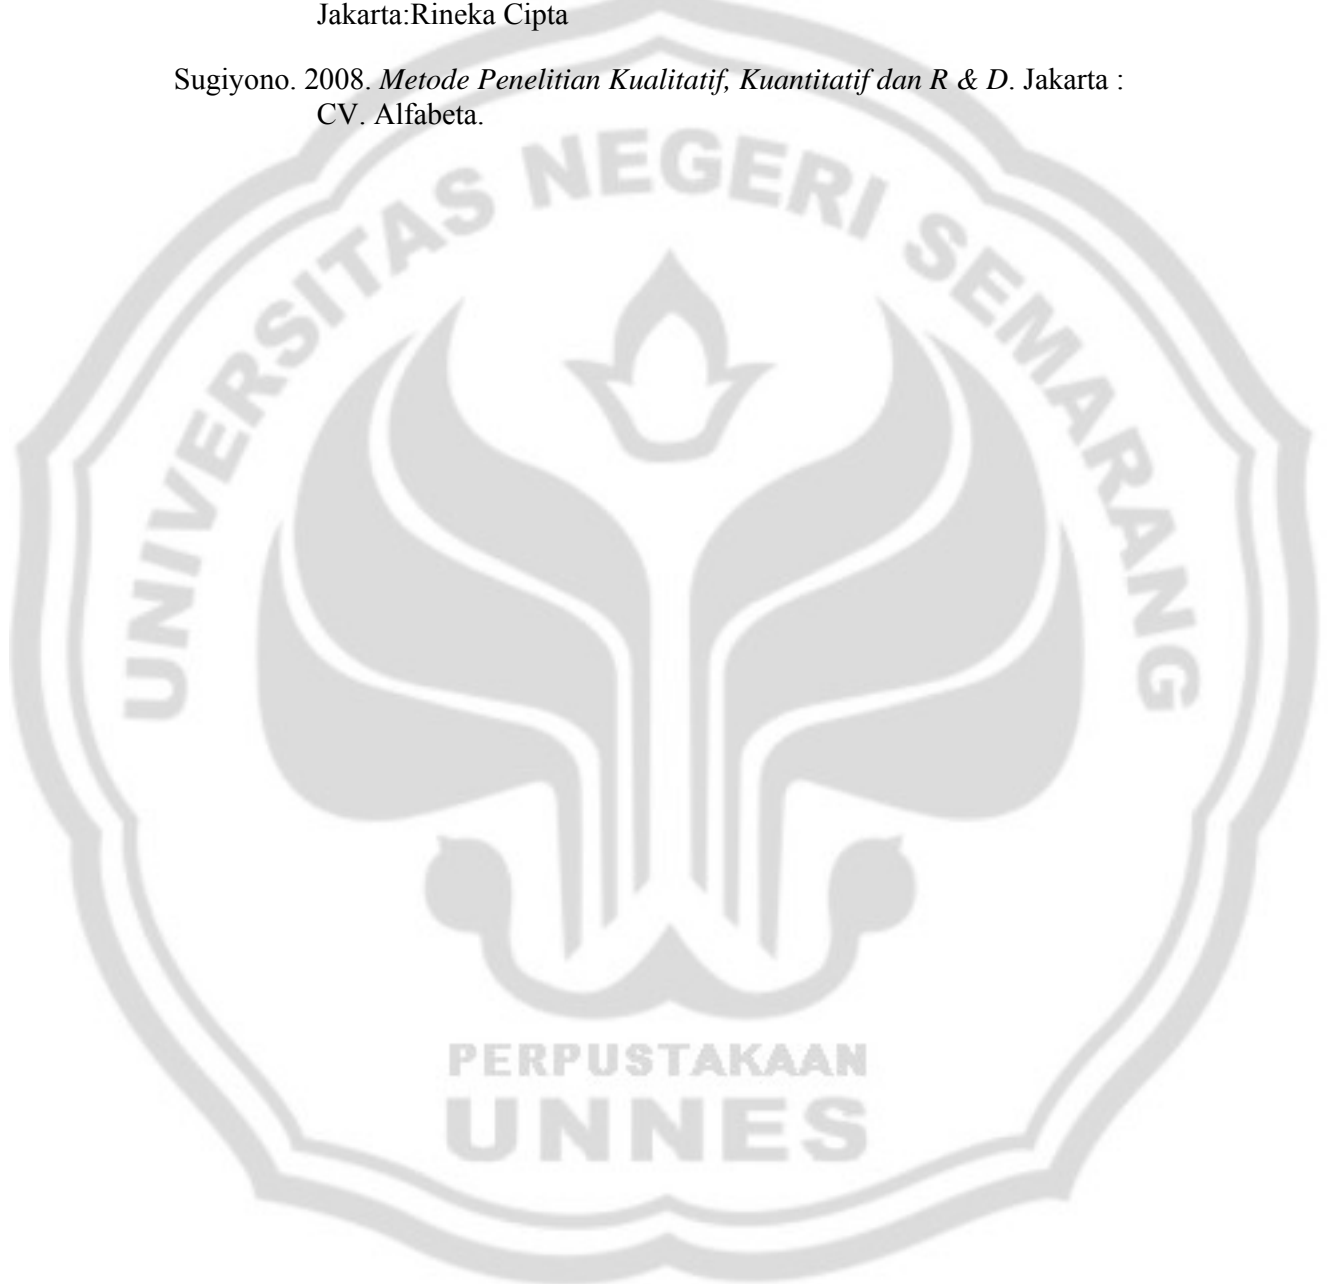 Jakarta:Rineka Cipta
Sugiyono. 2008. Metode Penelitian Kualitatif, Kuantitatif dan R & D. Jakarta :
CV. Alfabeta.
UNIVERSITAS NEGERI SEMARANG
PERPUSTAKAAN
UNNES